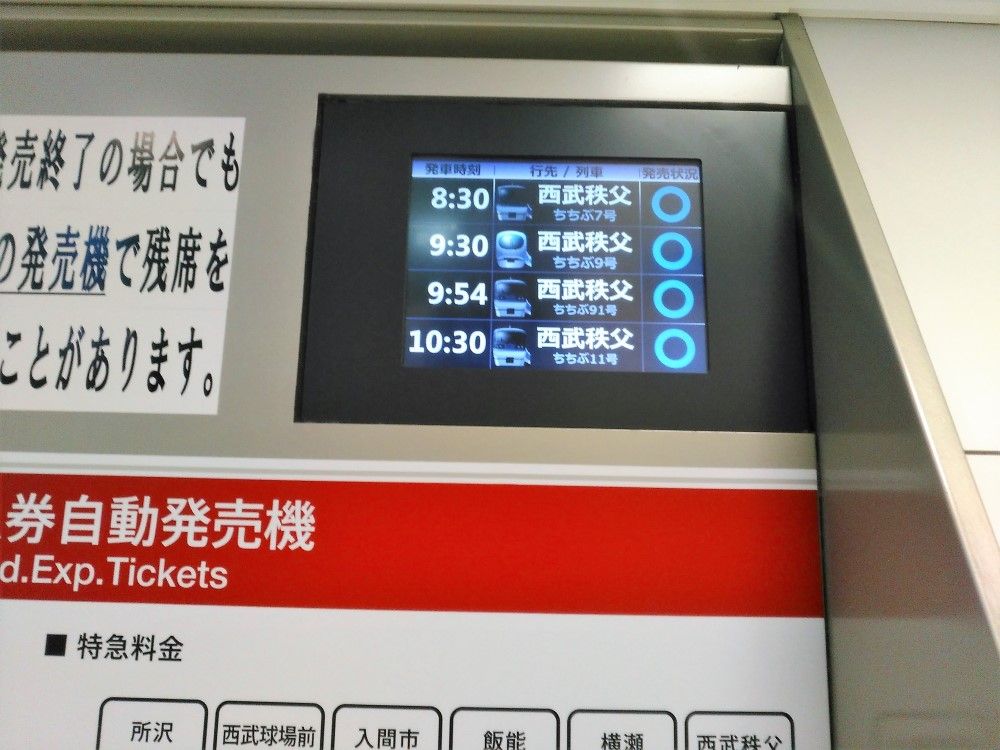 発売終了の場合でも
の発売機で残席を
ことがあります。
発車時刻 行先 / 列車 発売状況
8:30 西武秩父 ○
ちちぶ7号
9:30 西武秩父 ○
ちちぶ9号
9:54 西武秩父 ○
ちちぶ91号
10:30 西武秩父 ○
ちちぶ11号
券自動発売機
d.Exp.Tickets
■ 特急料金
所沢 西武球場前 入間市 飯能 横瀬 西武秩父